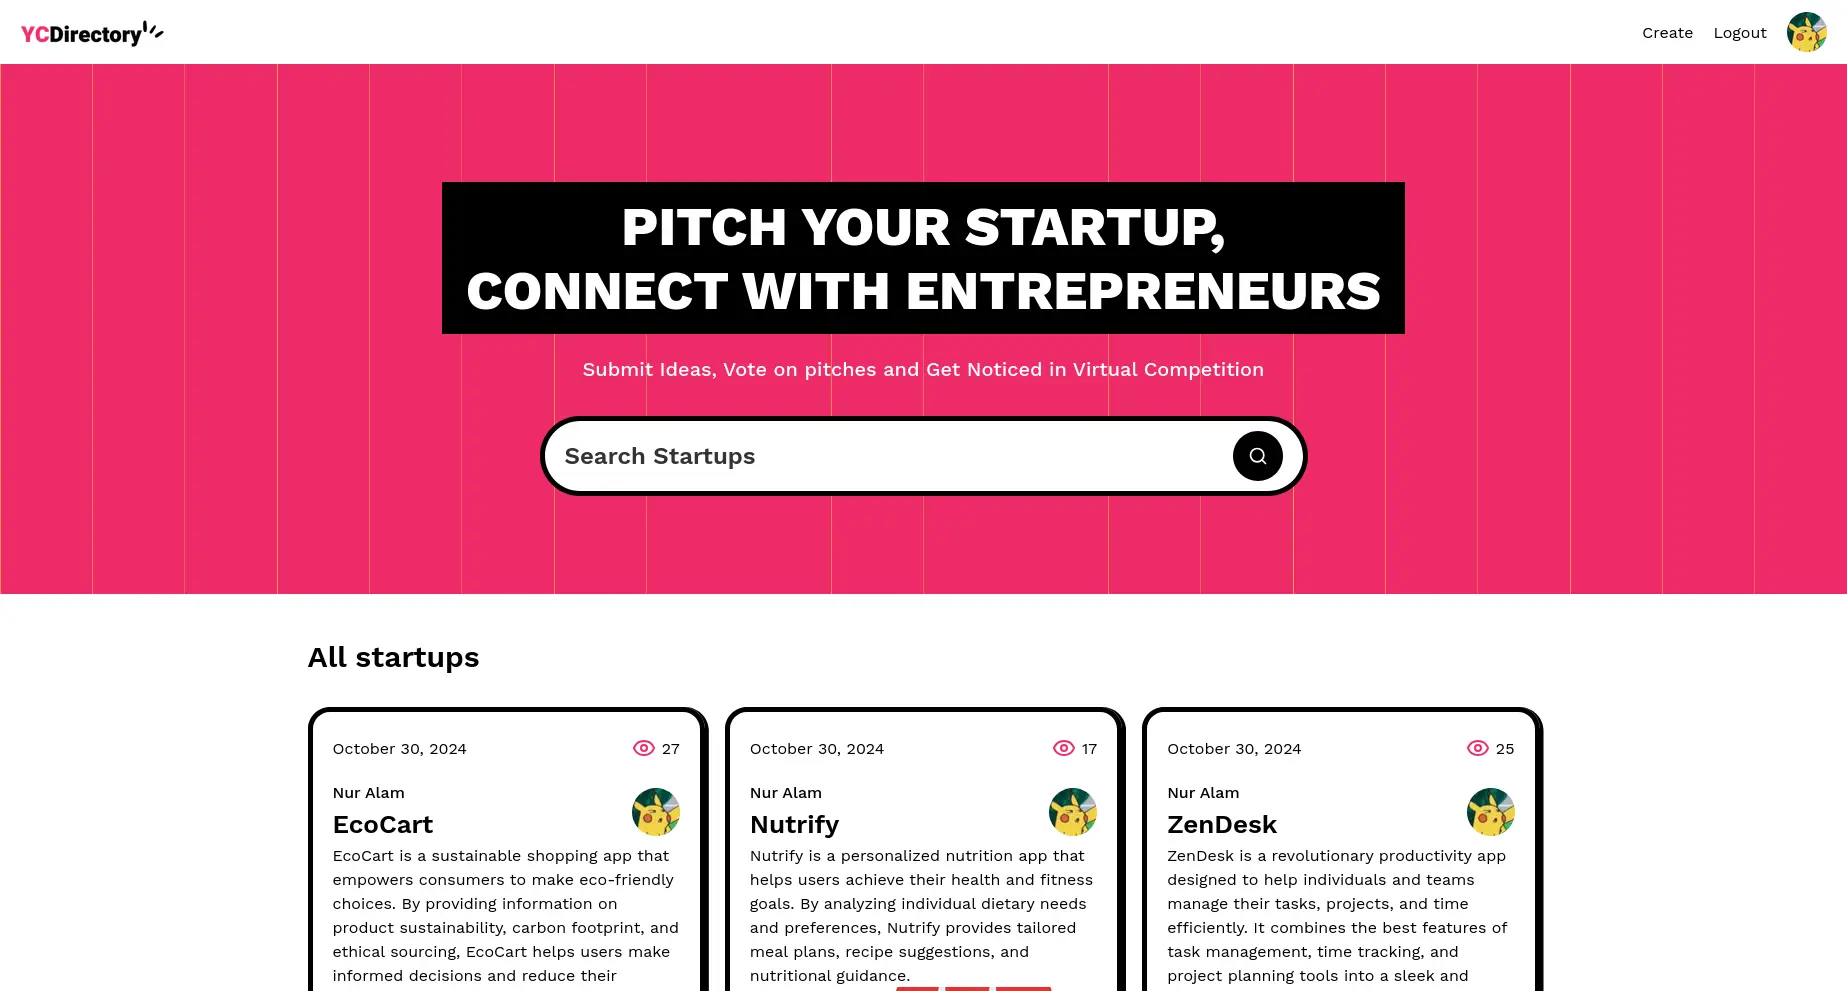 YCDirectory
Create
Logout
PITCH YOUR STARTUP,
CONNECT WITH ENTREPRENEURS
Submit Ideas, Vote on pitches and Get Noticed in Virtual Competition
Search Startups
All startups
October 30, 2024
27
Nur Alam
EcoCart
EcoCart is a sustainable shopping app that
empowers consumers to make eco-friendly
choices. By providing information on
product sustainability, carbon footprint, and
ethical sourcing, EcoCart helps users make
informed decisions and reduce their
October 30, 2024
17
Nur Alam
Nutrify
Nutrify is a personalized nutrition app that
helps users achieve their health and fitness
goals. By analyzing individual dietary needs
and preferences, Nutrify provides tailored
meal plans, recipe suggestions, and
nutritional guidance.
October 30, 2024
25
Nur Alam
ZenDesk
ZenDesk is a revolutionary productivity app
designed to help individuals and teams
manage their tasks, projects, and time
efficiently. It combines the best features of
task management, time tracking, and
project planning tools into a sleek and